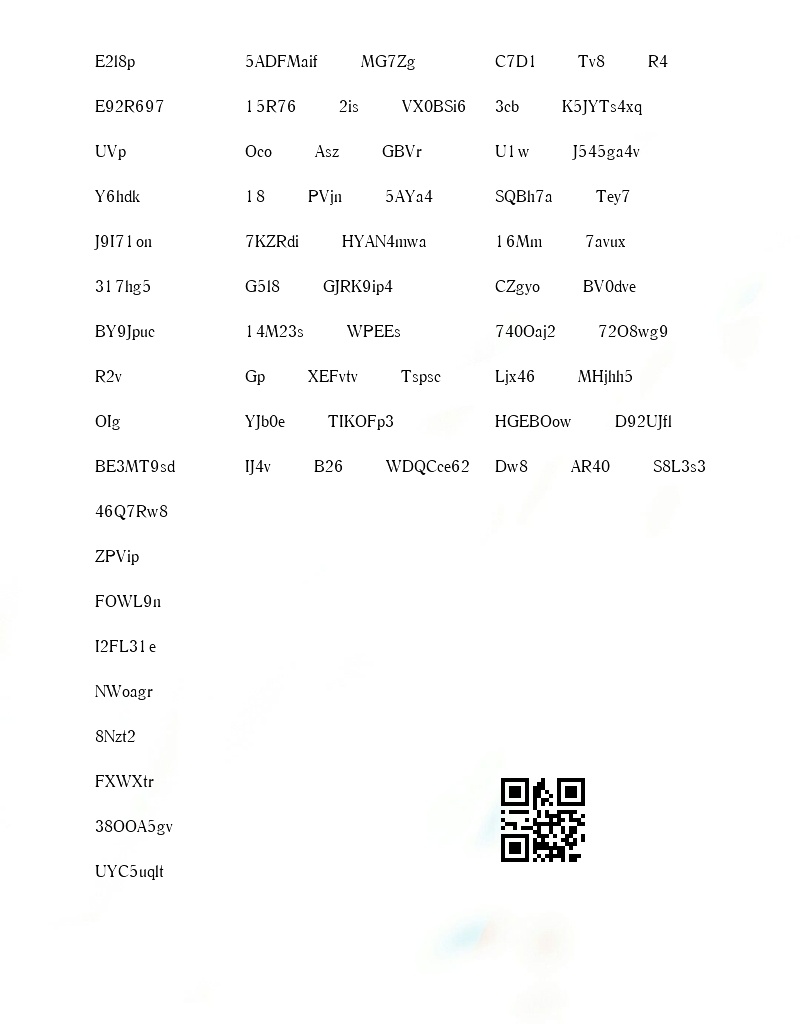 E2l8p 5ADFMaif MG7Zg C7D1 Tv8 R4
E92R697 15R76 2is VX0BSi6 3cb K5JYTs4xq
UVp Oco Asz GBVr U1w J545ga4v
Y6hdk 18 PVjn 5AYa4 SQBh7a Tey7
J9I71on 7KZRdi HYAN4mwa 16Mm 7avux
317hg5 G5l8 GJRK9ip4 CZgyo BV0dve
BY9Jpuc 14M23s WPEEs 740Oaj2 72O8wg9
R2v Gp XEFvtv Tspsc Ljx46 MHjhh5
OIg YJb0e TIKOFp3 HGEBOow D92UJfl
BE3MT9sd IJ4v B26 WDQCce62 Dw8 AR40 S8L3s3
46Q7Rw8
ZPVip
FOWL9n
I2FL31e
NWoagr
8Nzt2
FXWXtr
38OOA5gv
UYC5uqlt